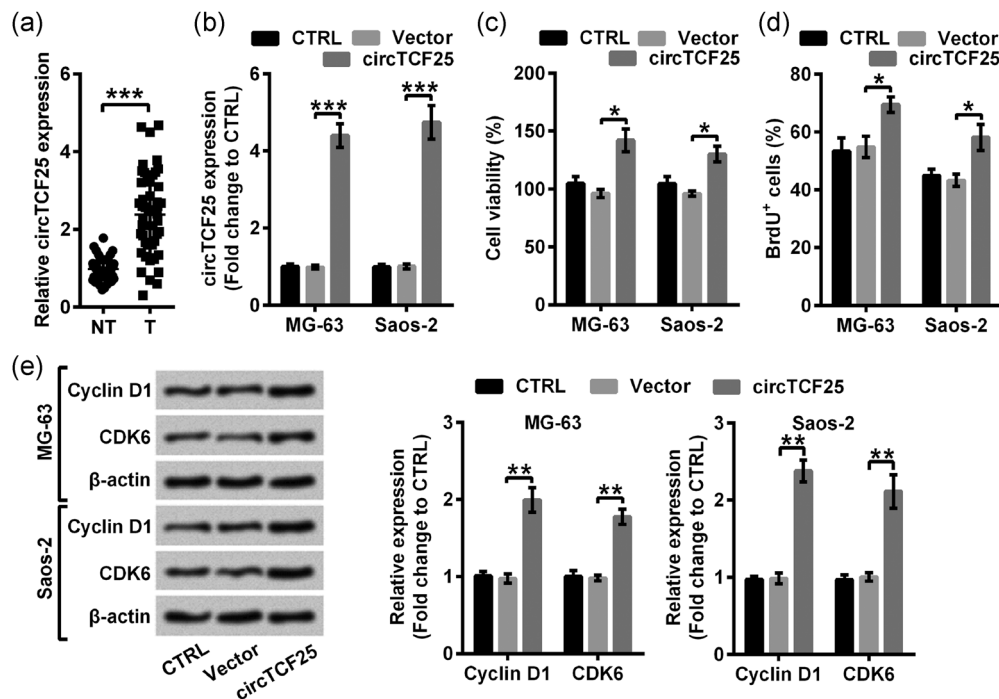 (a)
Relative circTCF25 expression
6
4
2
0
***
NT T
(b)
CTRL Vector
circTCF25
circTCF25 expression
(Fold change to CTRL)
6
4
2
0
*** ***
MG-63 Saos-2
(c)
CTRL Vector
circTCF25
Cell viability (%)
200
150
100
50
0
* *
MG-63 Saos-2
(d)
BrdU⁺ cells (%)
80
60
40
20
0
* *
MG-63 Saos-2
(e)
MG-63
Cyclin D1
CDK6
β-actin
Saos-2
Cyclin D1
CDK6
β-actin
CTRL Vector circTCF25
CTRL Vector circTCF25
MG-63
Relative expression
(Fold change to CTRL)
3
2
1
0
** **
Cyclin D1 CDK6
Saos-2
Relative expression
(Fold change to CTRL)
3
2
1
0
** **
Cyclin D1 CDK6